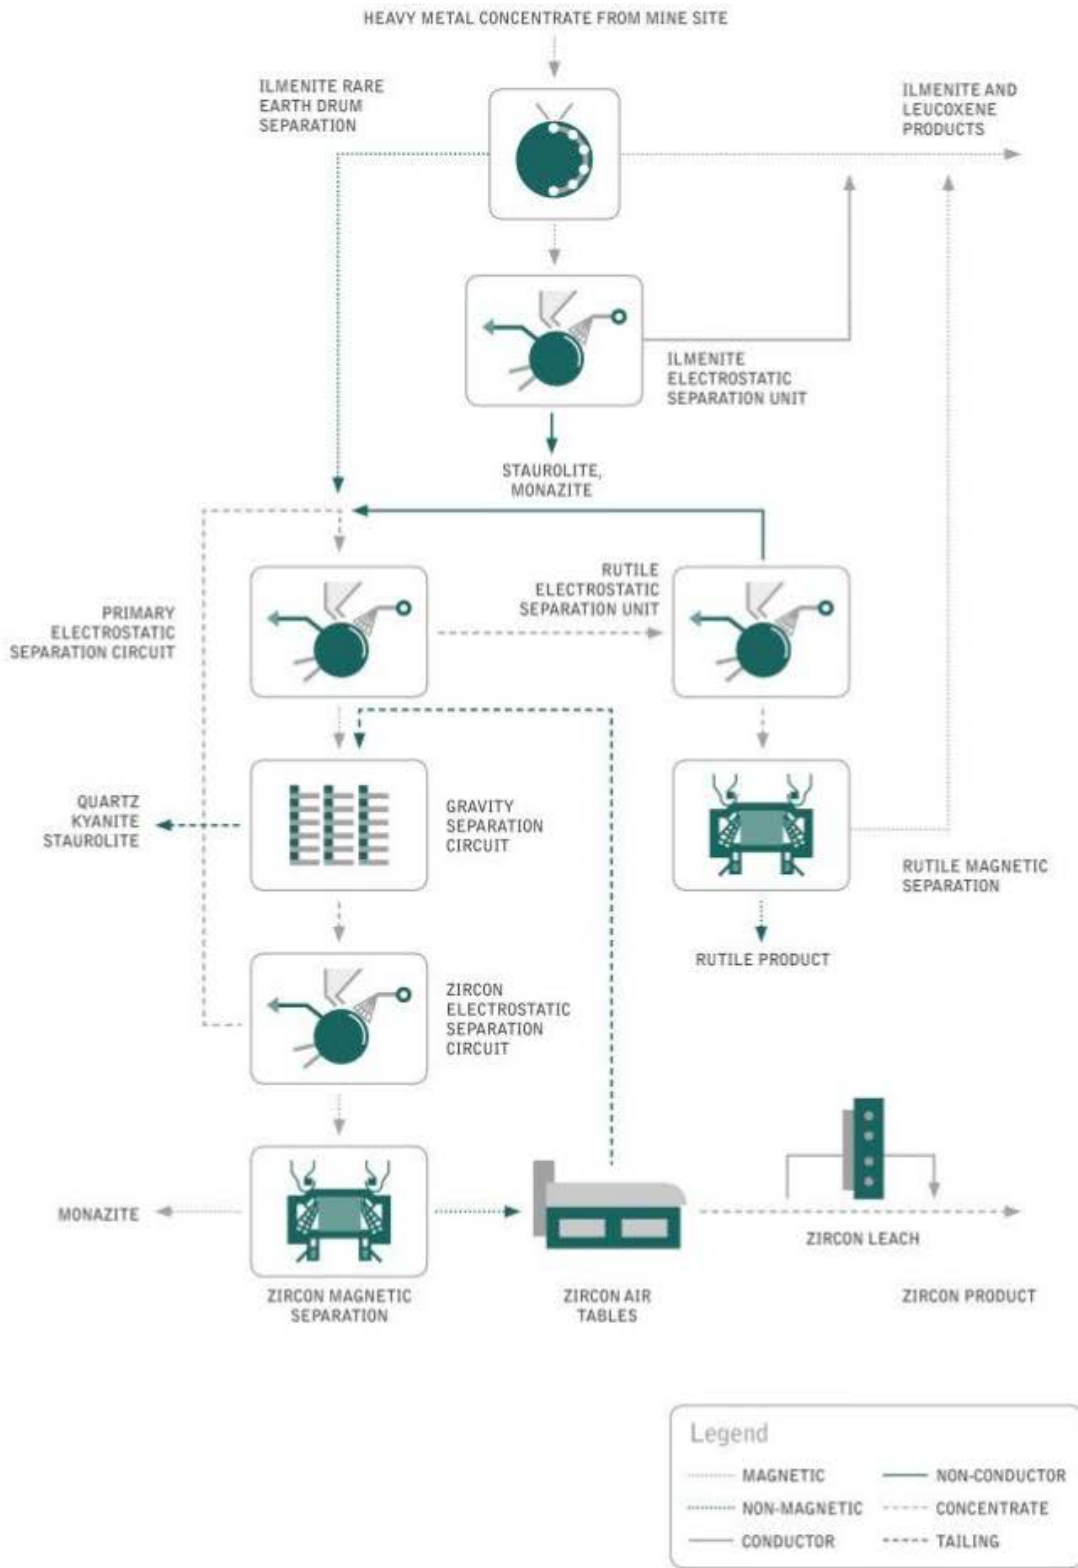 HEAVY METAL CONCENTRATE FROM MINE SITE
ILMENITE RARE
EARTH DRUM
SEPARATION
ILMENITE AND
LEUCOXENE
PRODUCTS
ILMENITE
ELECTROSTATIC
SEPARATION UNIT
STAUROLITE,
MONAZITE
PRIMARY
ELECTROSTATIC
SEPARATION CIRCUIT
RUTILE
ELECTROSTATIC
SEPARATION UNIT
QUARTZ
KYANITE
STAUROLITE
GRAVITY
SEPARATION
CIRCUIT
RUTILE MAGNETIC
SEPARATION
RUTILE PRODUCT
ZIRCON
ELECTROSTATIC
SEPARATION
CIRCUIT
MONAZITE
ZIRCON MAGNETIC
SEPARATION
ZIRCON AIR
TABLES
ZIRCON LEACH
ZIRCON PRODUCT
Legend
MAGNETIC
NON-CONDUCTOR
NON-MAGNETIC
CONCENTRATE
CONDUCTOR
TAILING